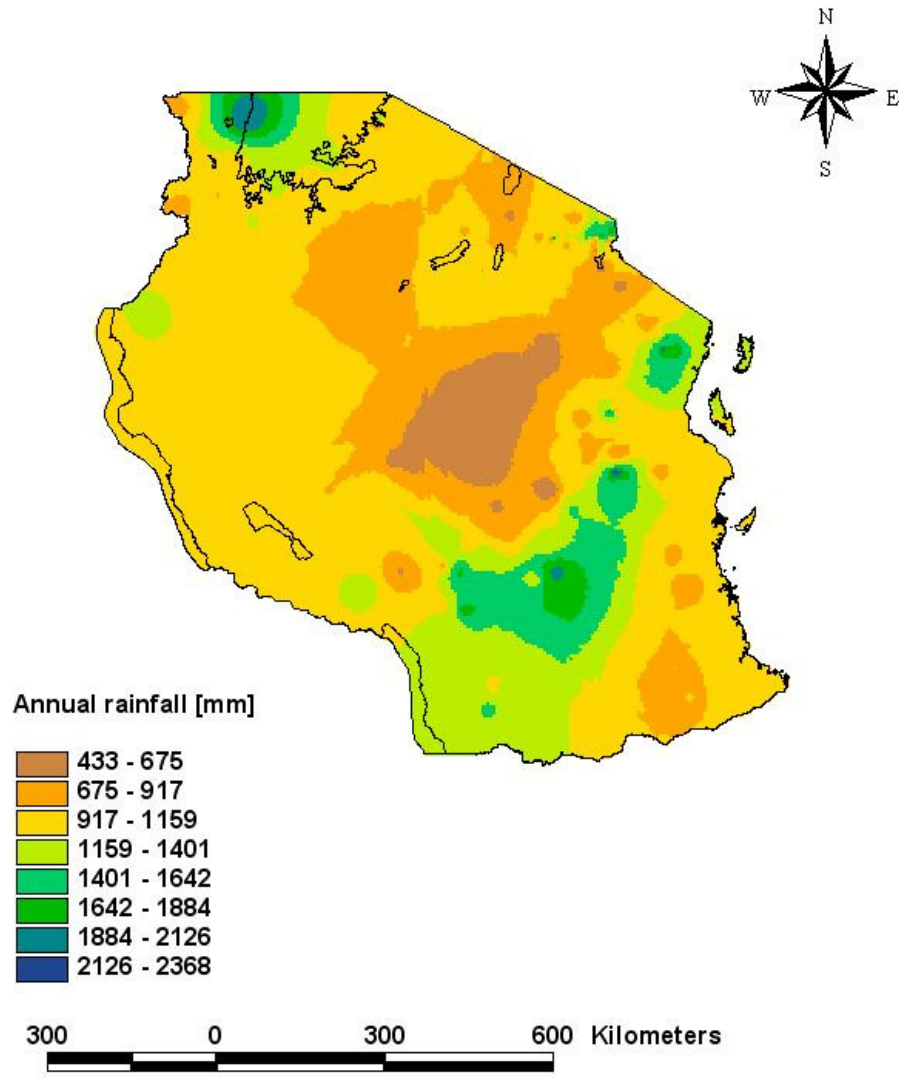 N
W E
S
Annual rainfall [mm]
433 - 675
675 - 917
917 - 1159
1159 - 1401
1401 - 1642
1642 - 1884
1884 - 2126
2126 - 2368
300 0 300 600 Kilometers